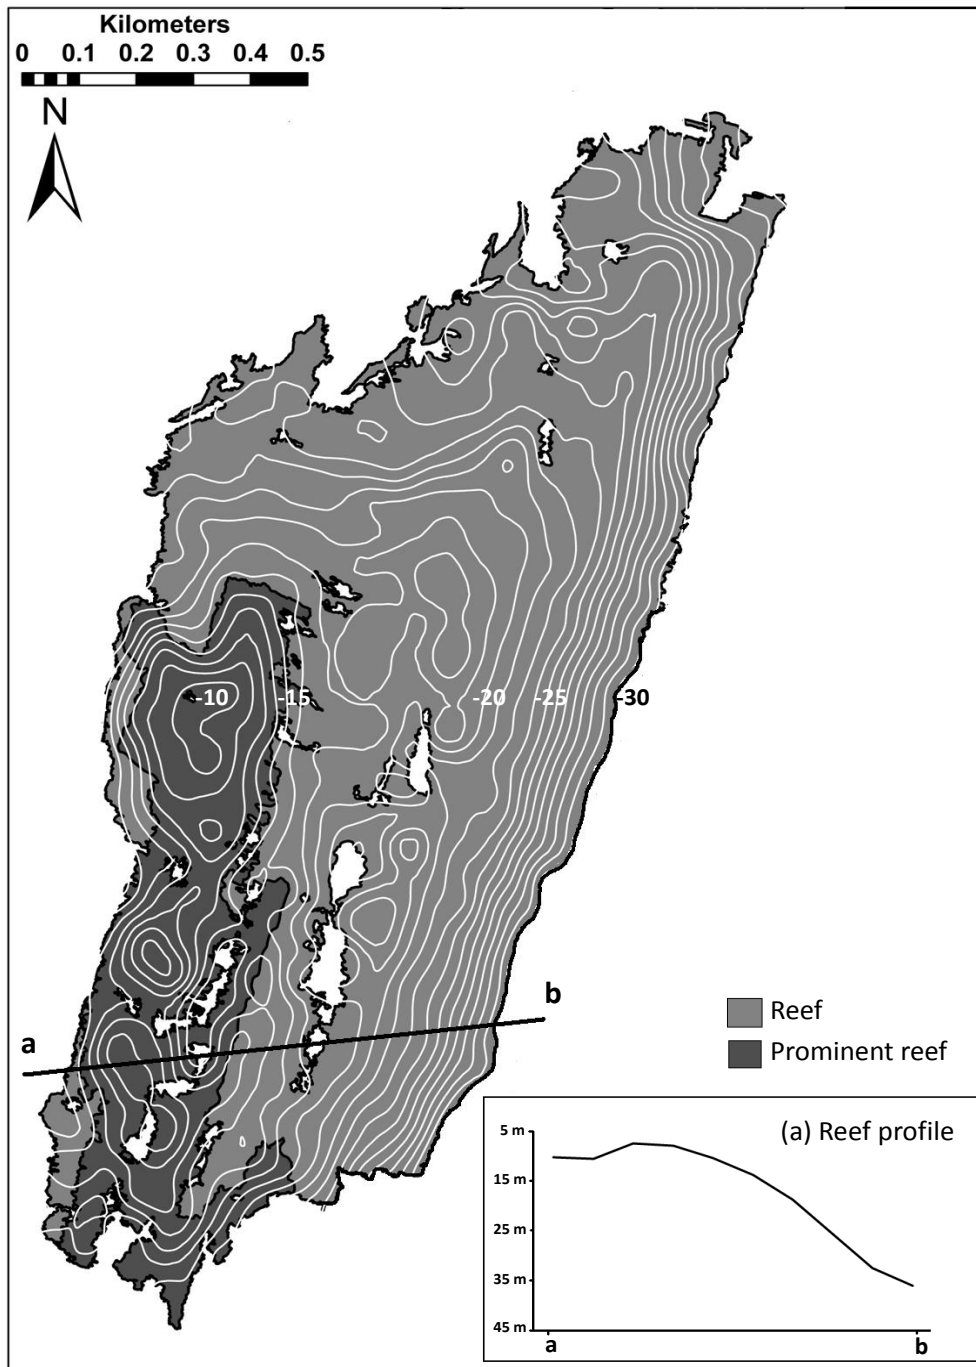 Kilometers
0 0.1 0.2 0.3 0.4 0.5
N
-10 -15 -20 -25 -30
b
a
Reef
Prominent reef
(a) Reef profile
5 m
15 m
25 m
35 m
45 m
a b